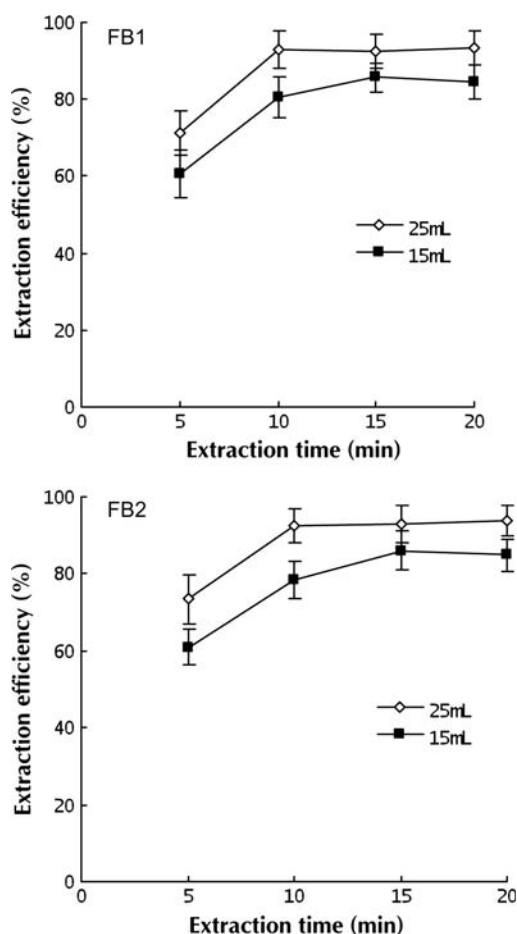 FB1
Extraction efficiency (%)
100
80
60
40
20
0
25mL
15mL
0 5 10 15 20
Extraction time (min)
FB2
Extraction efficiency (%)
100
80
60
40
20
0
25mL
15mL
0 5 10 15 20
Extraction time (min)